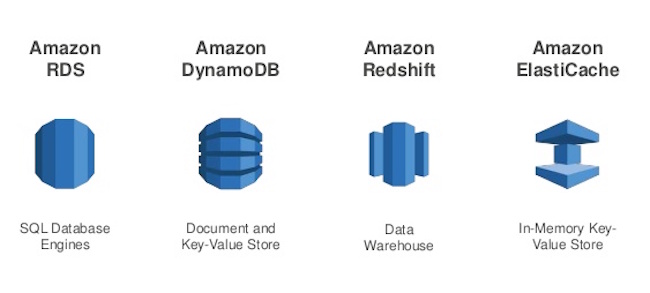 Amazon
RDS
Amazon
DynamoDB
Amazon
Redshift
Amazon
ElastiCache
SQL Database
Engines
Document and
Key-Value Store
Data
Warehouse
In-Memory Key-
Value Store